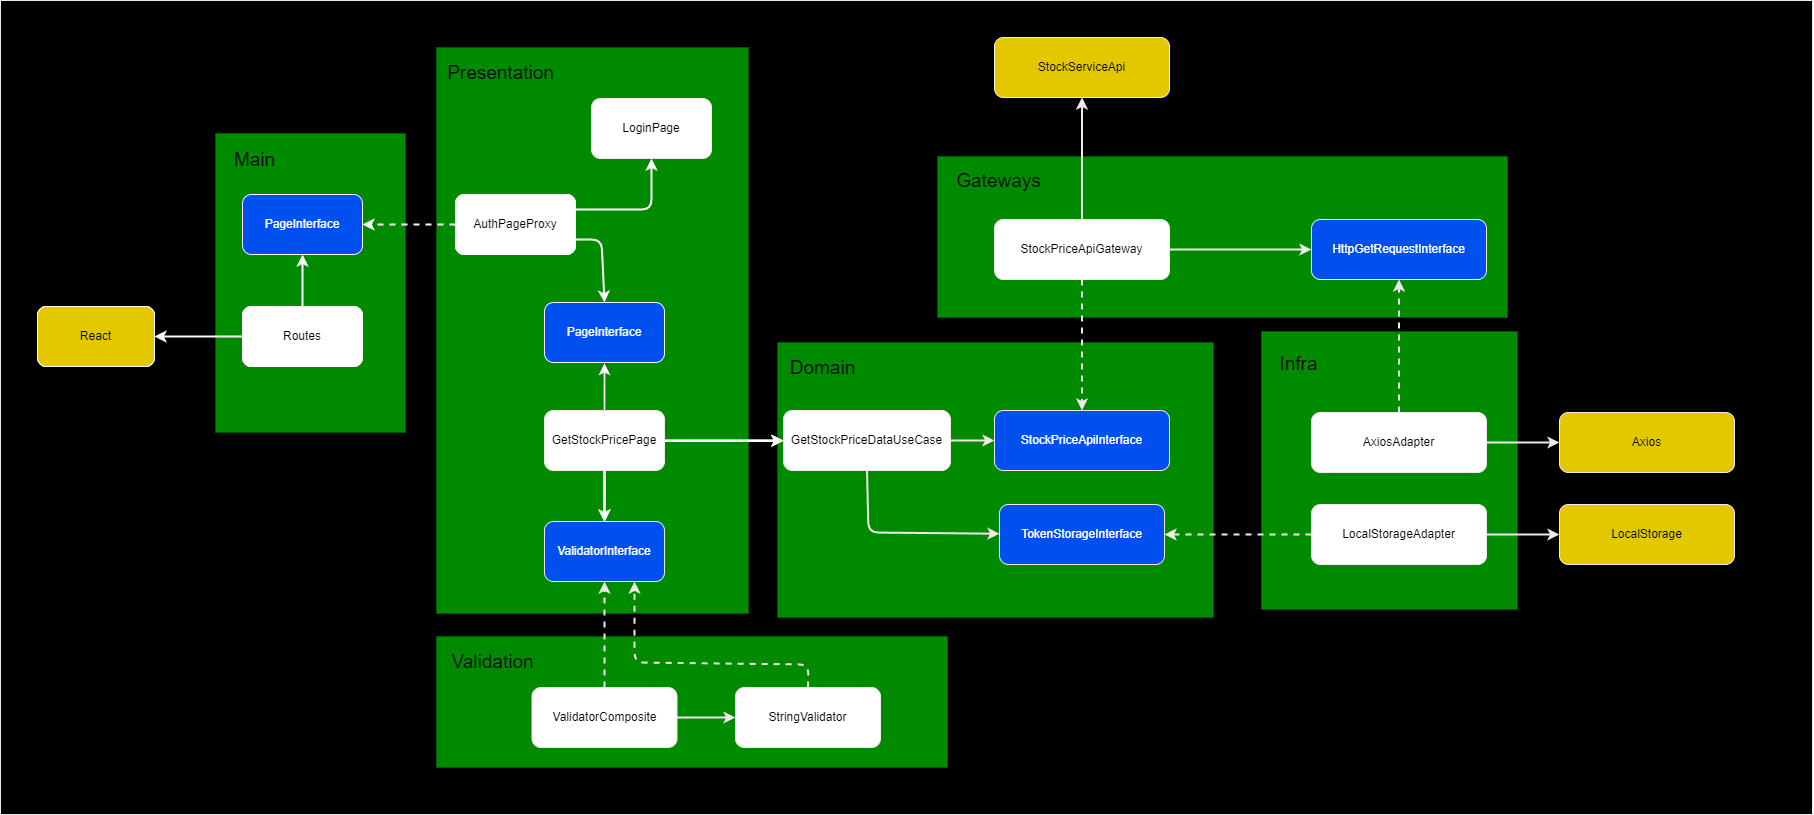 StockServiceApi
Presentation
LoginPage
Main
Gateways
PageInterface
AuthPageProxy
StockPriceApiGateway
HttpGetRequestInterface
React
Routes
PageInterface
Domain
Infra
GetStockPricePage
GetStockPriceDataUseCase
StockPriceApiInterface
AxiosAdapter
Axios
ValidatorInterface
TokenStorageInterface
LocalStorageAdapter
LocalStorage
Validation
ValidatorComposite
StringValidator